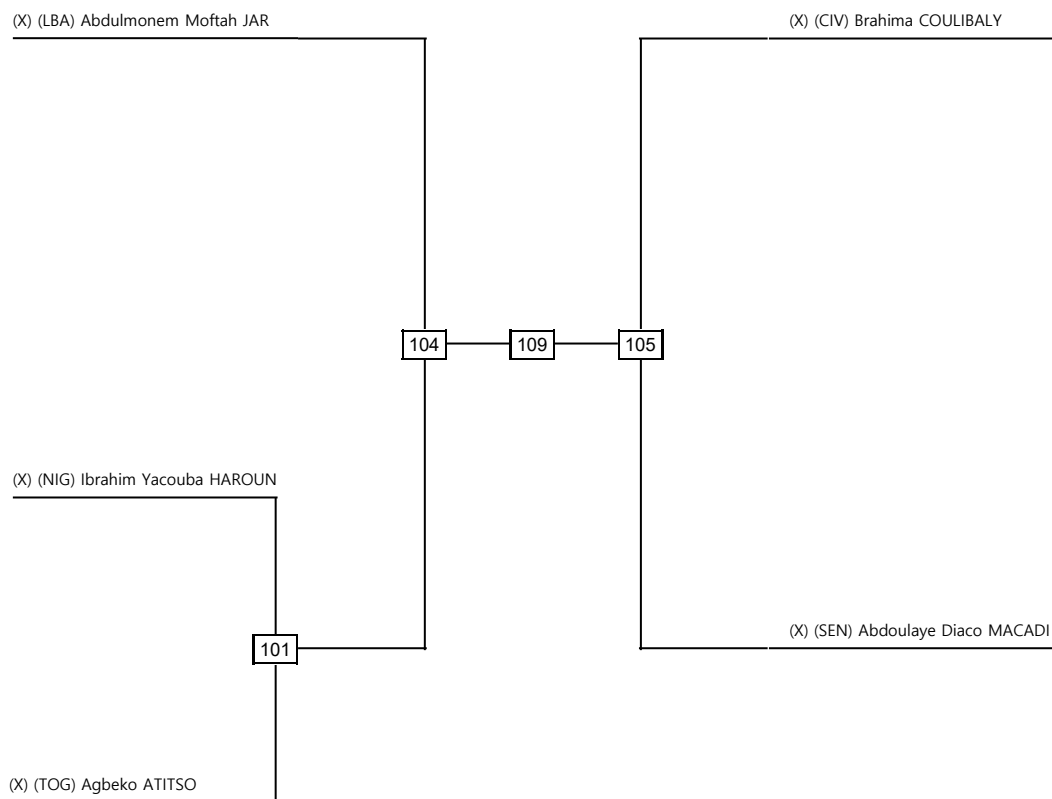 (X) (LBA) Abdulmonem Moftah JAR
(X) (CIV) Brahima COULIBALY
104
109
105
(X) (NIG) Ibrahim Yacouba HAROUN
(X) (SEN) Abdoulaye Diaco MACADI
101
(X) (TOG) Agbeko ATITSO